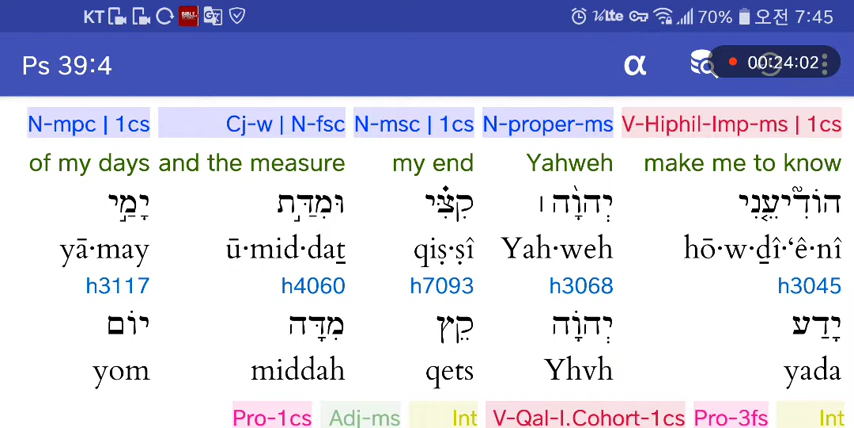 KT 70% 오전 7:45
Ps 39:4 α 00:24:02
N-mpc | 1cs Cj-w | N-fsc N-msc | 1cs N-proper-ms V-Hiphil-Imp-ms | 1cs
of my days and the measure my end Yahweh make me to know
הוֹדִ֘יעֵ֤נִי יְהוָ֨ה ׀ קִצִּ֗י וּמִדַּ֣ת יָמַ֣י
yā·may ū·mid·daṯ qiṣ·ṣî Yah·weh hō·w·ḏî·‘ê·nî
h3117 h4060 h7093 h3068 h3045
יָדַע יְהוָֹה קֵץ מִדָּה יוֹם
yom middah qets Yhvh yada
Pro-1cs Adj-ms Int V-Qal-I.Cohort-1cs Pro-3fs Int